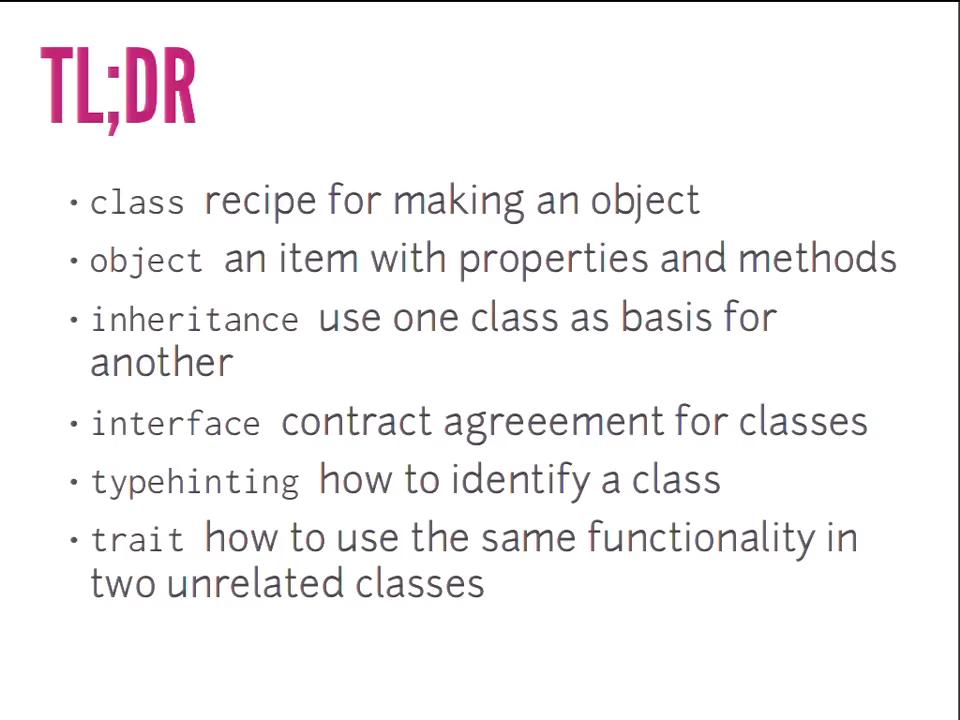 TL;DR
• class recipe for making an object
• object an item with properties and methods
• inheritance use one class as basis for
another
• interface contract agreeement for classes
• typehinting how to identify a class
• trait how to use the same functionality in
two unrelated classes